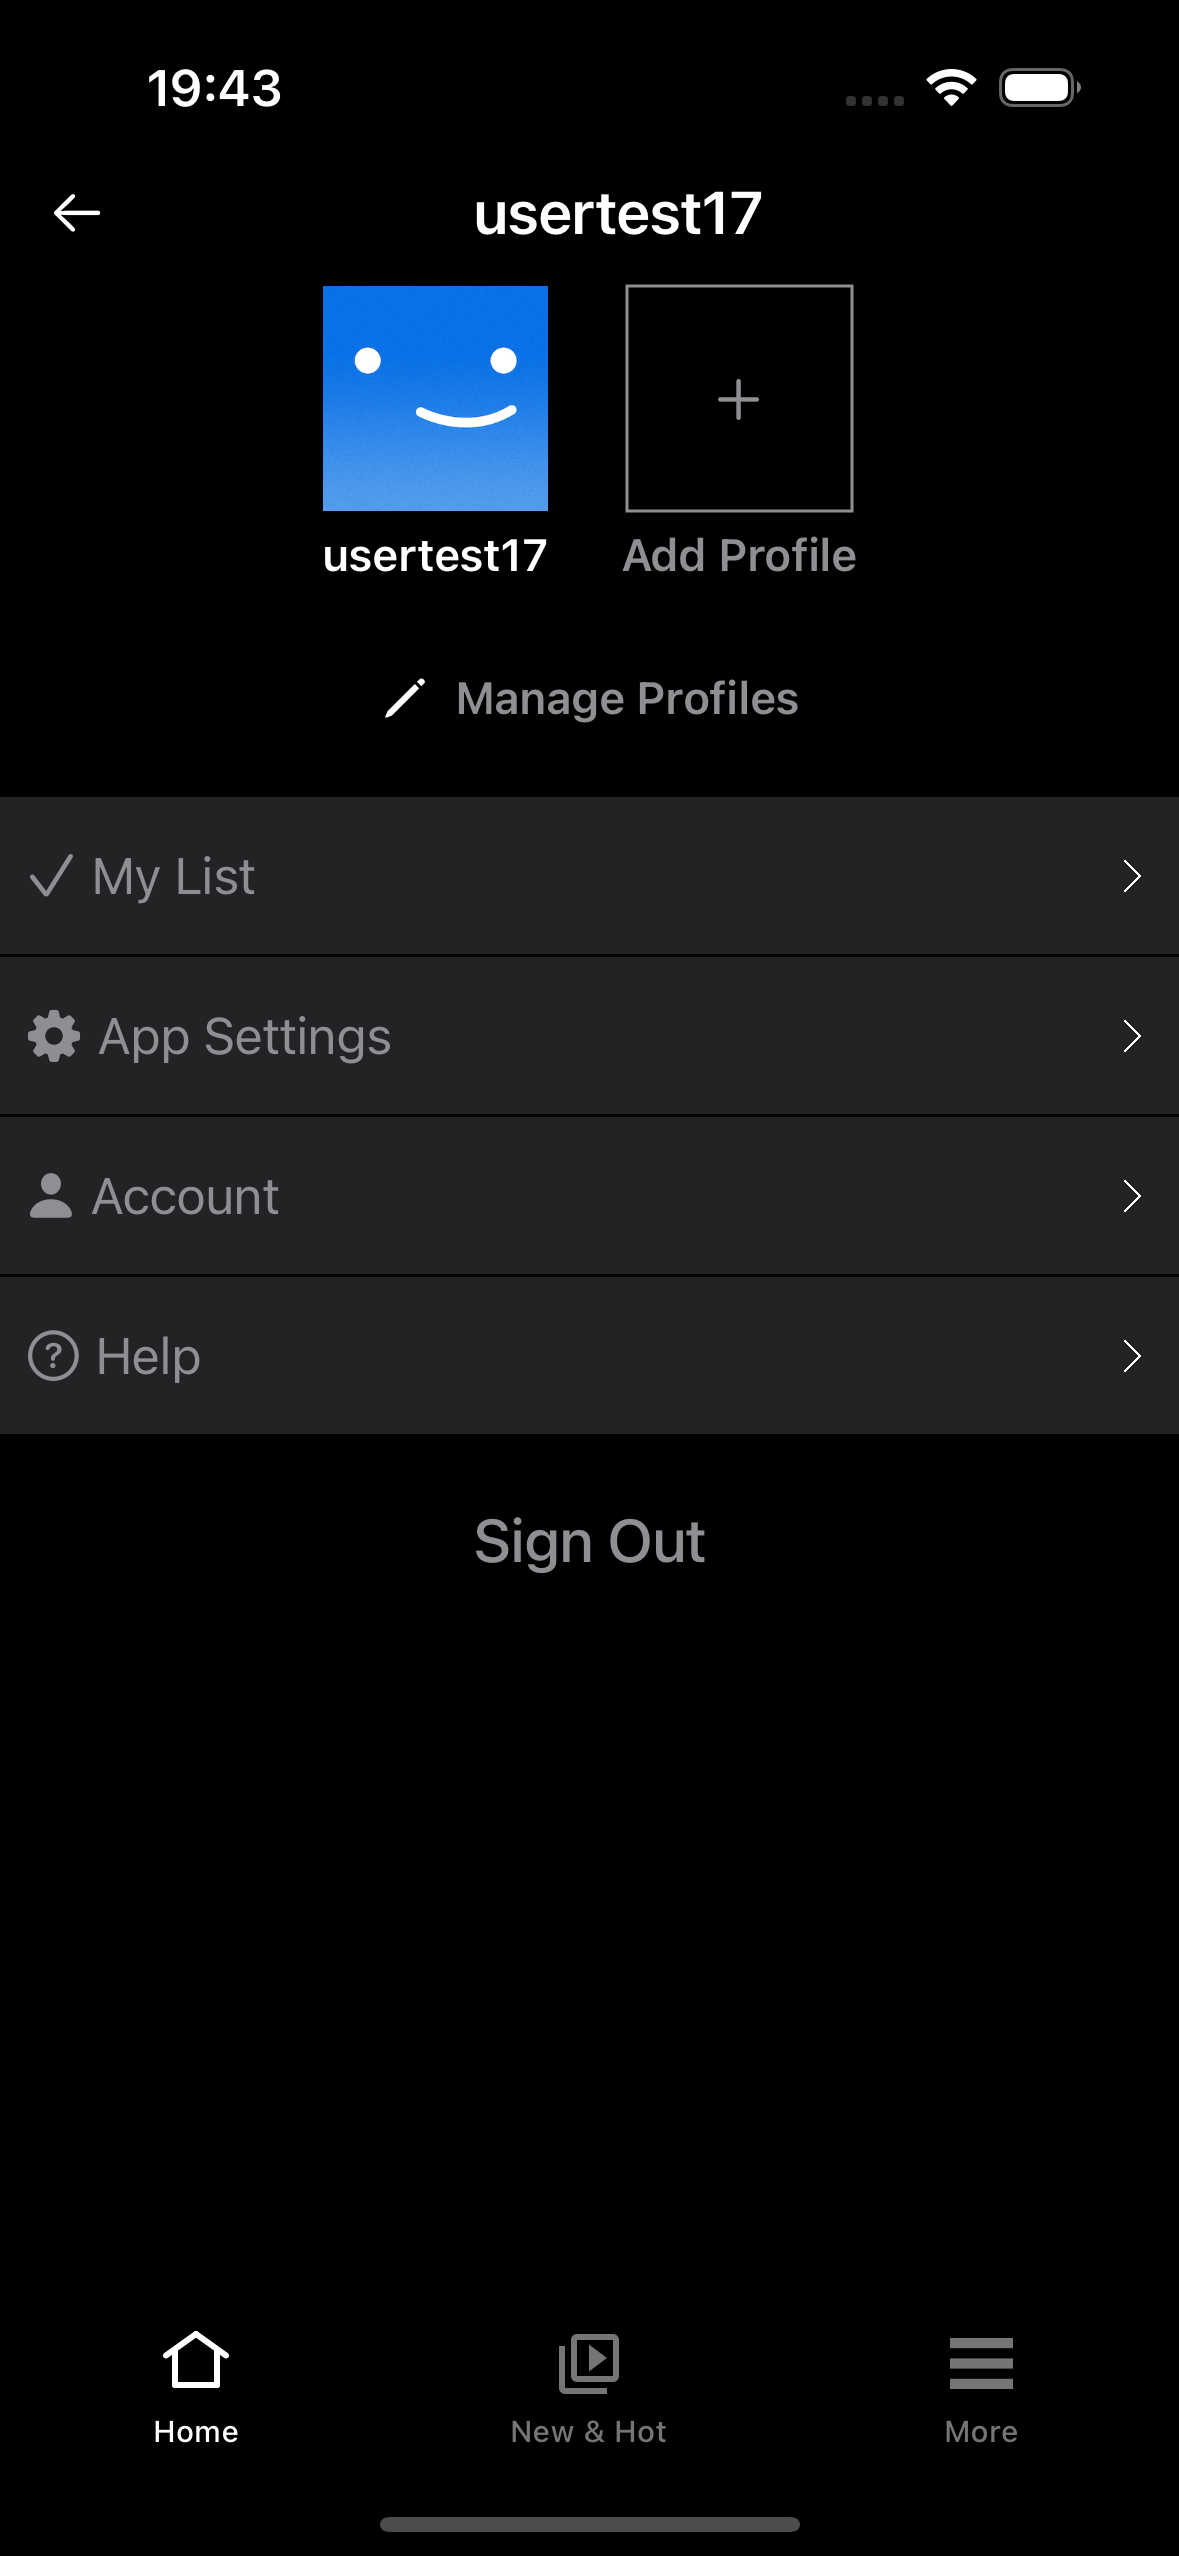 19:43
usertest17
usertest17
Add Profile
Manage Profiles
My List
App Settings
Account
Help
Sign Out
Home
New & Hot
More